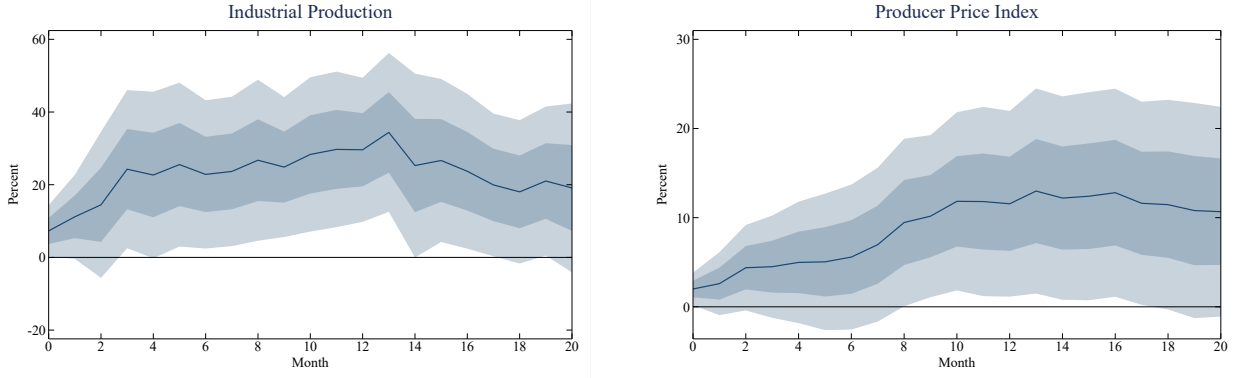 Industrial Production
Percent
60
40
20
0
-20
0 2 4 6 8 10 12 14 16 18 20
Month
Producer Price Index
Percent
30
20
10
0
0 2 4 6 8 10 12 14 16 18 20
Month